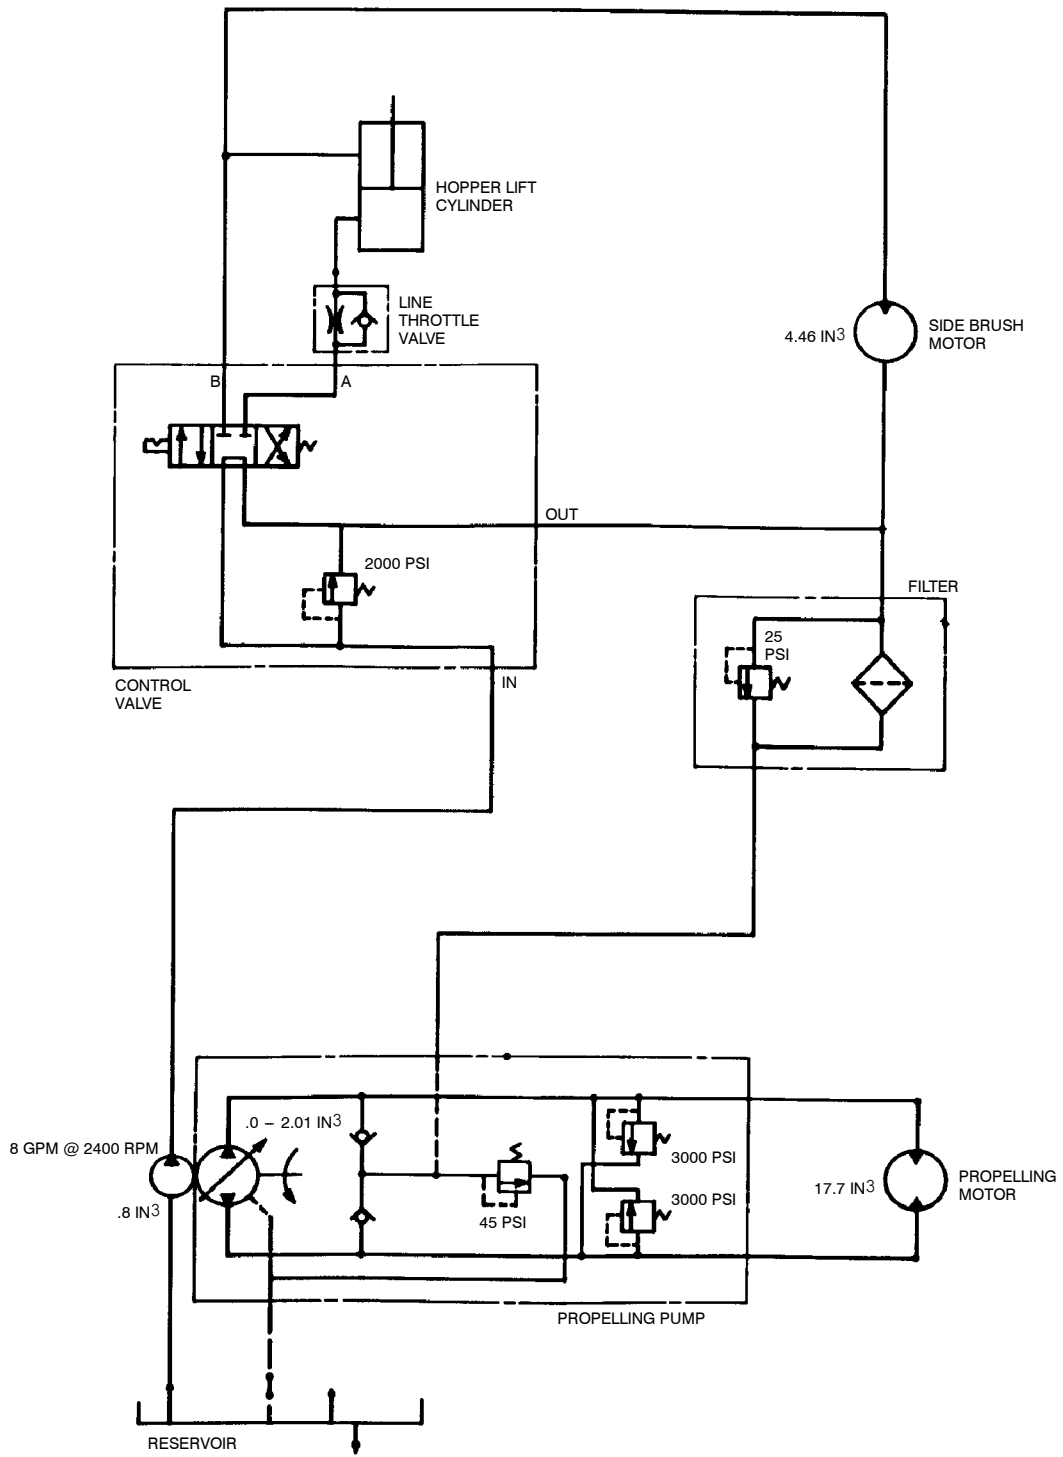 HOPPER LIFT
CYLINDER
LINE
THROTTLE
VALVE
4.46 IN3
SIDE BRUSH
MOTOR
B
A
OUT
2000 PSI
FILTER
25
PSI
CONTROL
VALVE
IN
.0 – 2.01 IN3
8 GPM @ 2400 RPM
3000 PSI
17.7 IN3
PROPELLING
MOTOR
3000 PSI
.8 IN3
45 PSI
PROPELLING PUMP
RESERVOIR